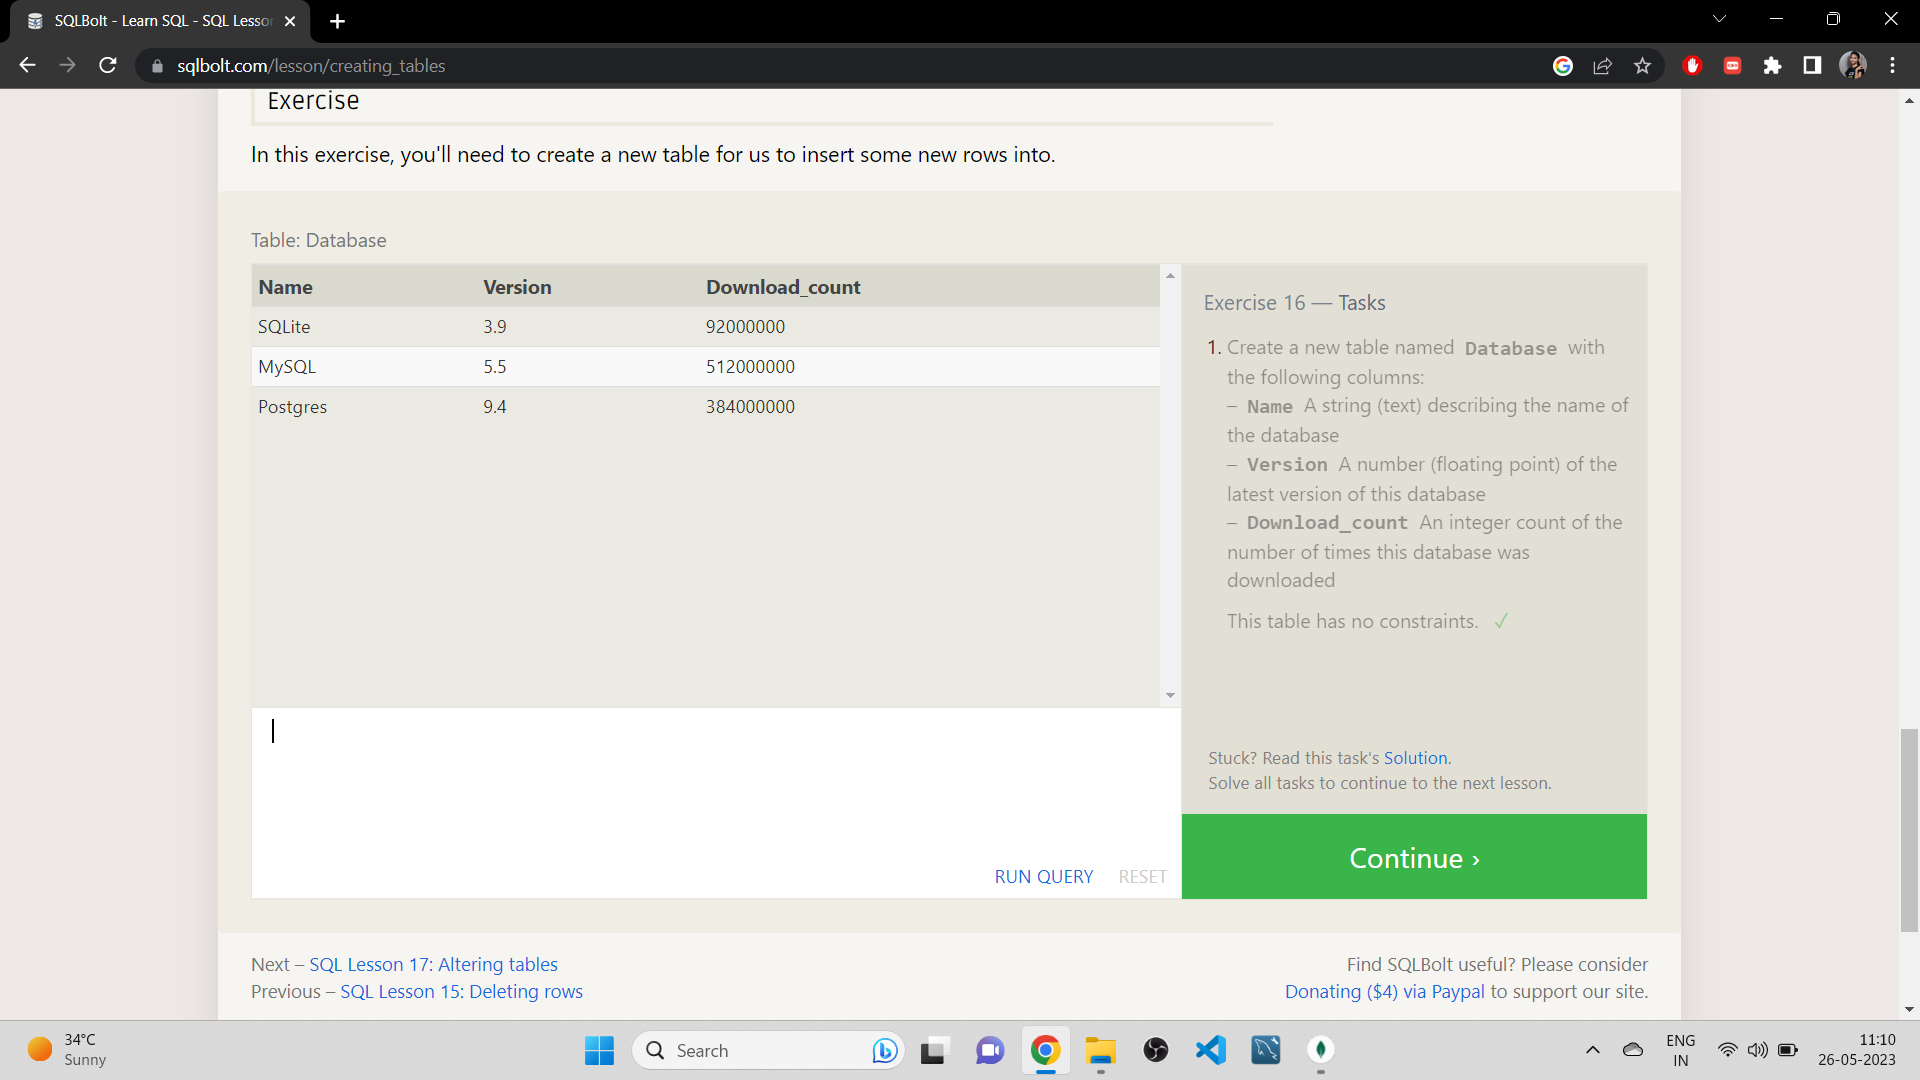 SQLBolt - Learn SQL - SQL Lesso
sqlbolt.com/lesson/creating_tables
Exercise
In this exercise, you'll need to create a new table for us to insert some new rows into.
Table: Database
Name Version Download_count
SQLite 3.9 92000000
MySQL 5.5 512000000
Postgres 9.4 384000000
Exercise 16 — Tasks
1. Create a new table named Database with
the following columns:
– Name A string (text) describing the name of
the database
– Version A number (floating point) of the
latest version of this database
– Download_count An integer count of the
number of times this database was
downloaded
This table has no constraints. ✓
Stuck? Read this task's Solution.
Solve all tasks to continue to the next lesson.
RUN QUERY RESET
Continue ›
Next – SQL Lesson 17: Altering tables
Previous – SQL Lesson 15: Deleting rows
Find SQLBolt useful? Please consider
Donating ($4) via Paypal to support our site.
34°C
Sunny
Search
ENG
IN
11:10
26-05-2023